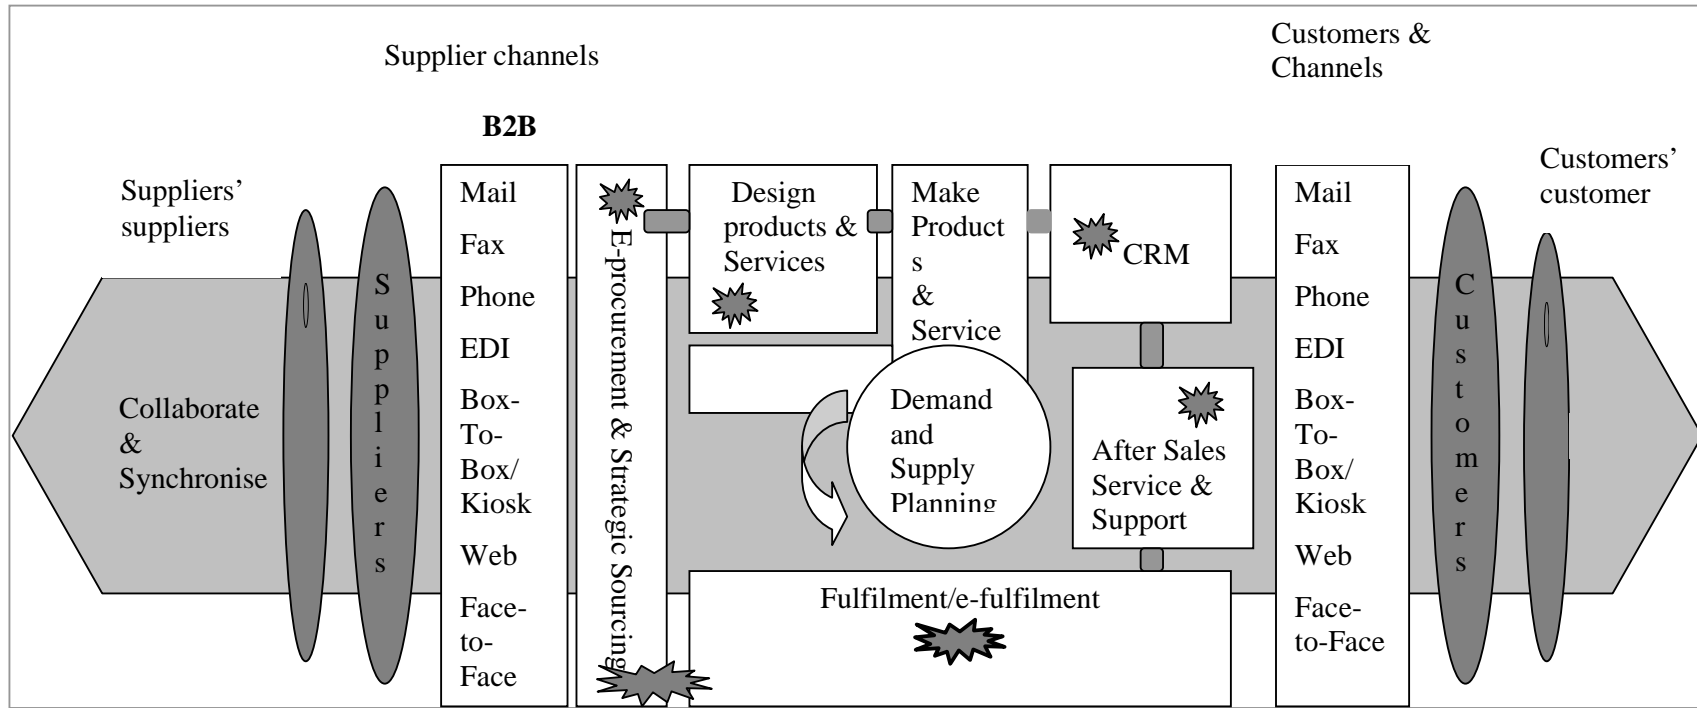 Supplier channels
Customers &
Channels
B2B
Suppliers’
suppliers
Customers’
customer
Collaborate
&
Synchronise
Suppliers
Mail
Fax
Phone
EDI
Box-
To-
Box/
Kiosk
Web
Face-
to-
Face
E-procurement & Strategic Sourcing
Design
products &
Services
Make
Product
s
&
Service
Demand
and
Supply
Planning
CRM
After Sales
Service &
Support
Fulfilment/e-fulfilment
Mail
Fax
Phone
EDI
Box-
To-
Box/
Kiosk
Web
Face-
to-Face
Customers